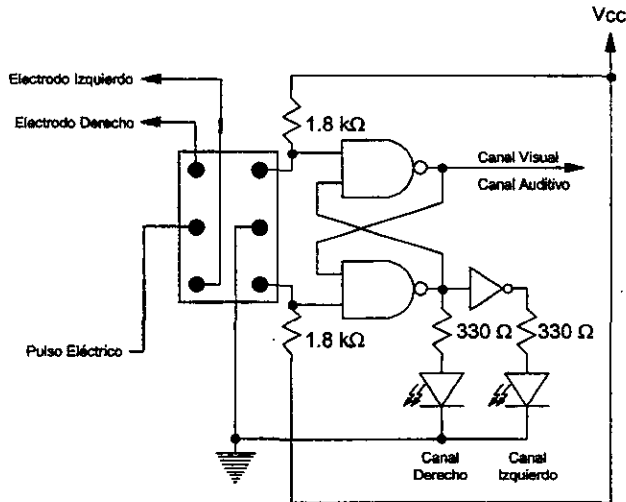 Vcc
Electrodo Izquierdo
Electrodo Derecho
1.8 kΩ
Canal Visual
Canal Auditivo
330 Ω
330 Ω
1.8 kΩ
Pulso Eléctrico
Canal
Derecho
Canal
Izquierdo